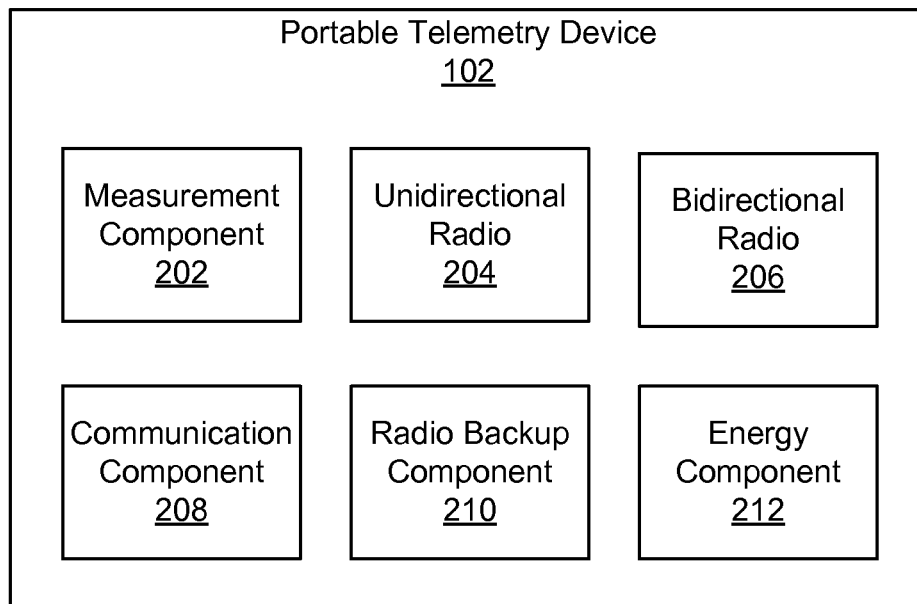 Portable Telemetry Device
102
Measurement
Component
202
Unidirectional
Radio
204
Bidirectional
Radio
206
Communication
Component
208
Radio Backup
Component
210
Energy
Component
212